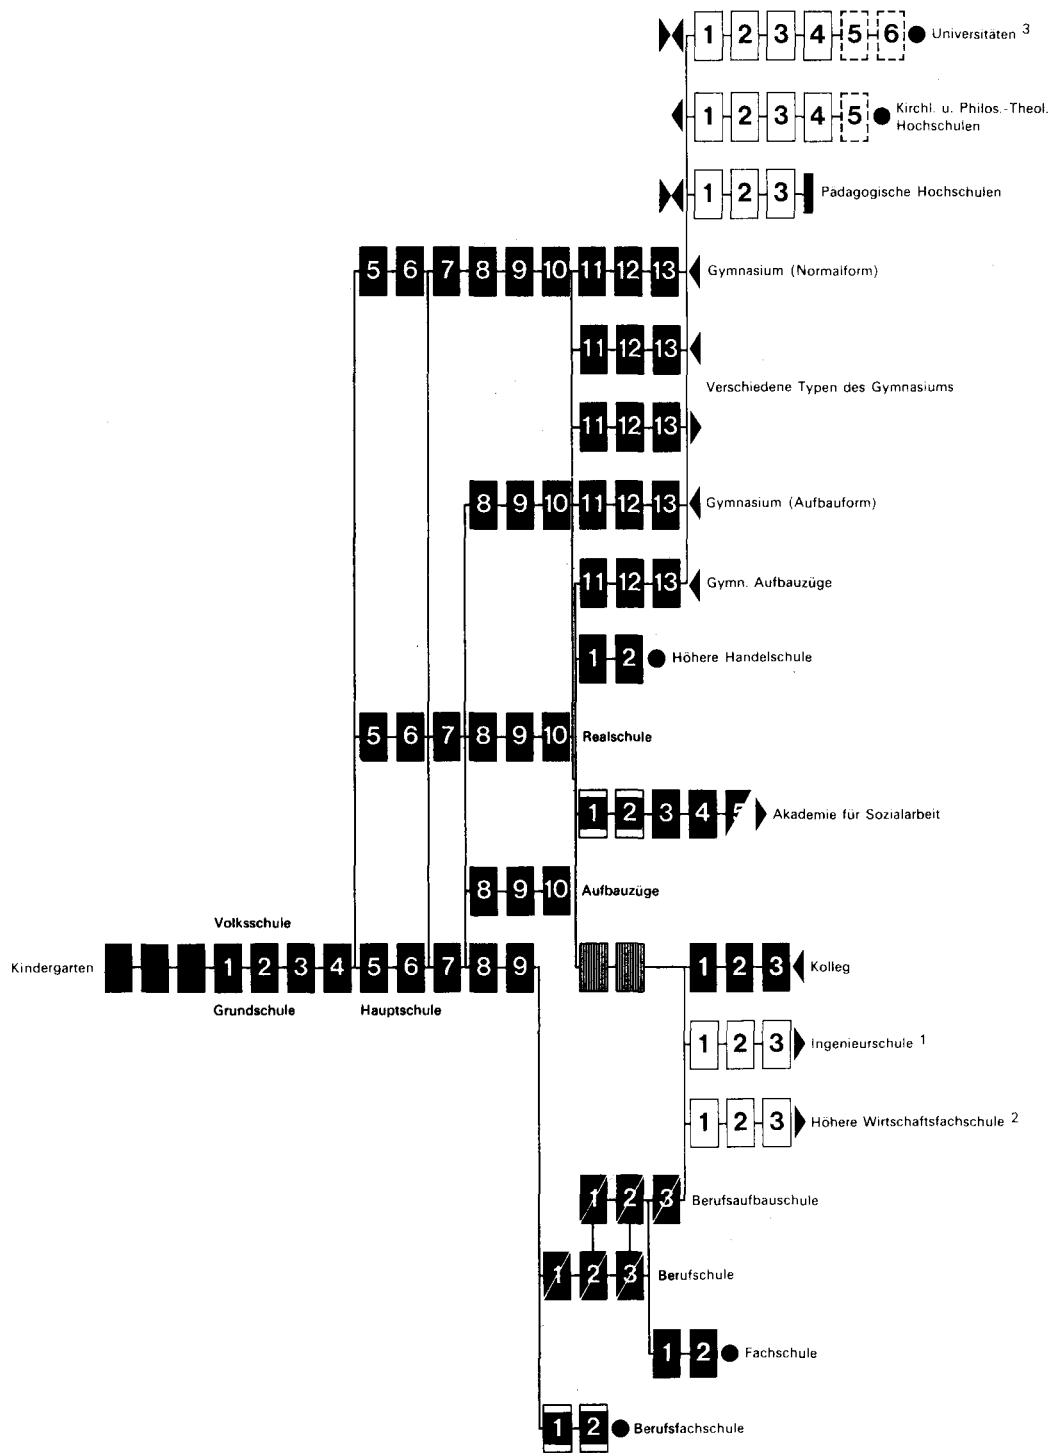 1 2 3 4 5 6 Universitäten 3
1 2 3 4 5 Kirchl. u. Philos.-Theol.
Hochschulen
1 2 3 Pädagogische Hochschulen
5 6 7 8 9 10 11 12 13 Gymnasium (Normalform)
11 12 13
Verschiedene Typen des Gymnasiums
11 12 13
8 9 10 11 12 13 Gymnasium (Aufbauform)
11 12 13 Gymn. Aufbauzüge
1 2 Höhere Handelschule
5 6 7 8 9 10 Realschule
1 2 3 4 5 Akademie für Sozialarbeit
8 9 10 Aufbauzüge
Volksschule
Kindergarten 1 2 3 4 5 6 7 8 9 1 2 3 Kolleg
Grundschule Hauptschule
1 2 3 Ingenieurschule 1
1 2 3 Höhere Wirtschaftsfachschule 2
1 2 3 Berufsaufbauschule
1 2 3 Berufschule
1 2 Fachschule
1 2 Berufsfachschule